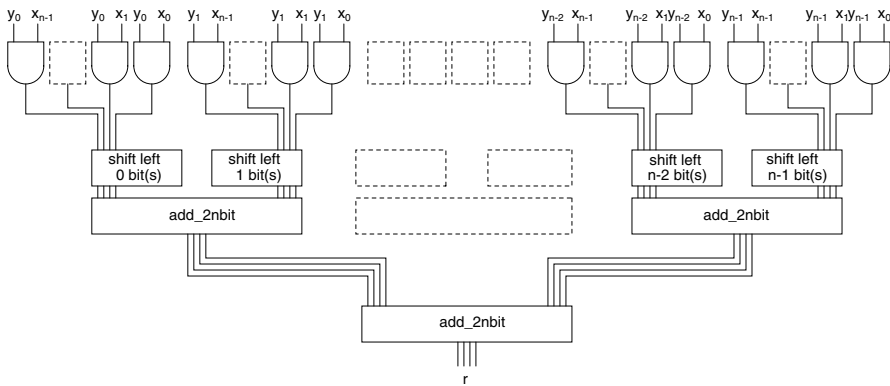 y0 xn-1 y0 x1 y0 x0 y1 xn-1 y1 x1 y1 x0 yn-2 xn-1 yn-2 x1 yn-2 x0 yn-1 xn-1 yn-1 x1 yn-1 x0
shift left
0 bit(s)
shift left
1 bit(s)
shift left
n-2 bit(s)
shift left
n-1 bit(s)
add_2nbit
add_2nbit
add_2nbit
r